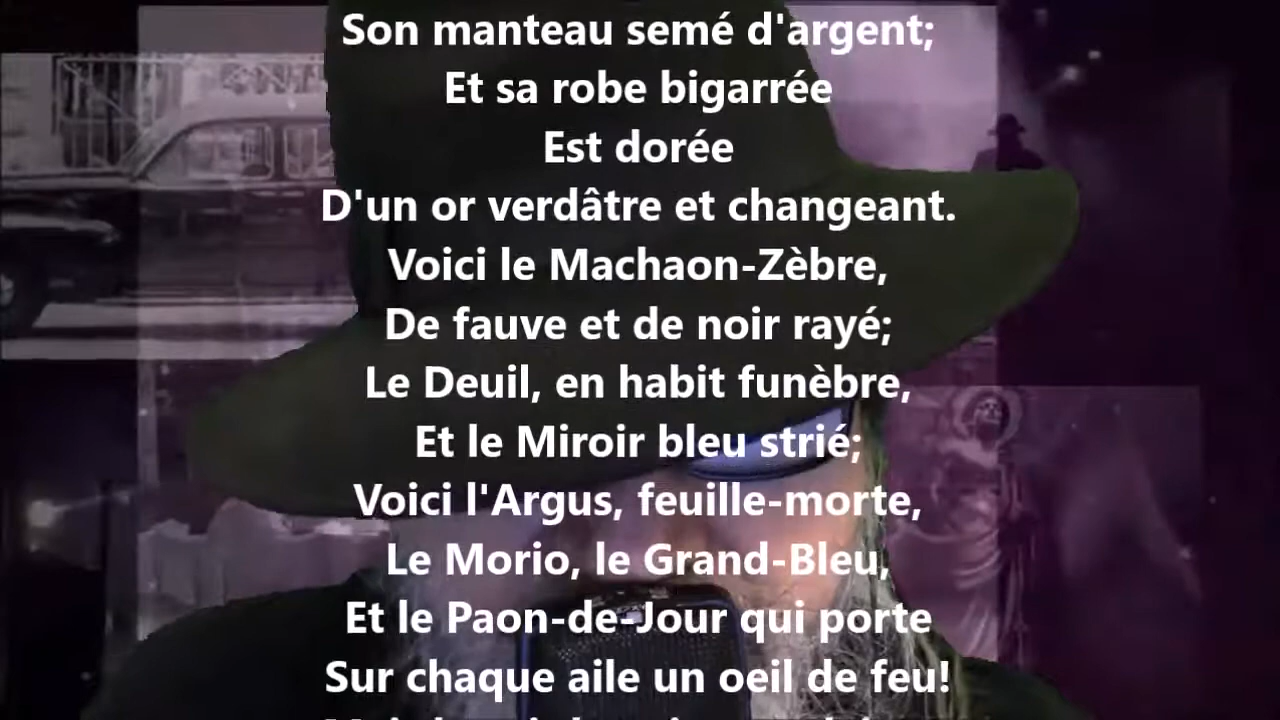 Son manteau semé d'argent;
Et sa robe bigarrée
Est dorée
D'un or verdâtre et changeant.
Voici le Machaon-Zèbre,
De fauve et de noir rayé;
Le Deuil, en habit funèbre,
Et le Miroir bleu strié;
Voici l'Argus, feuille-morte,
Le Morio, le Grand-Bleu,
Et le Paon-de-Jour qui porte
Sur chaque aile un oeil de feu!